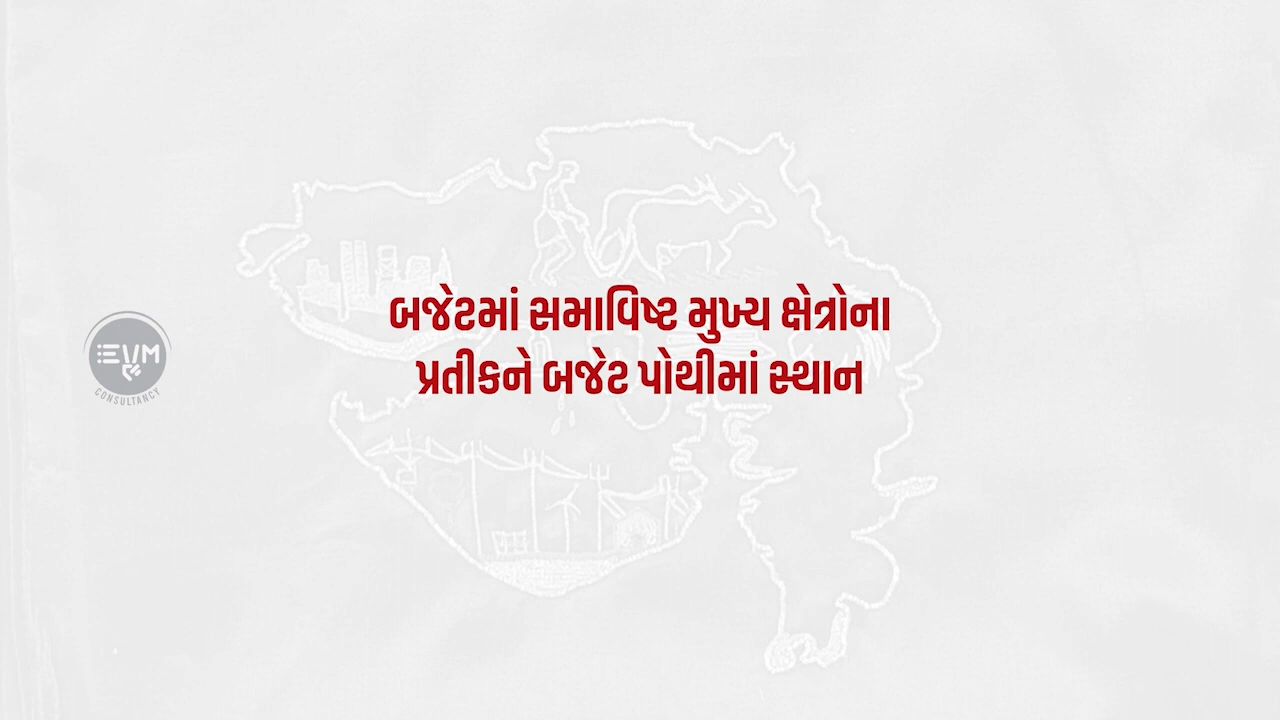 બજેટમાં સમાવિષ્ટ મુખ્ય ક્ષેત્રોના
પ્રતીકને બજેટ પોથીમાં સ્થાન
EVM
CONSULTANCY